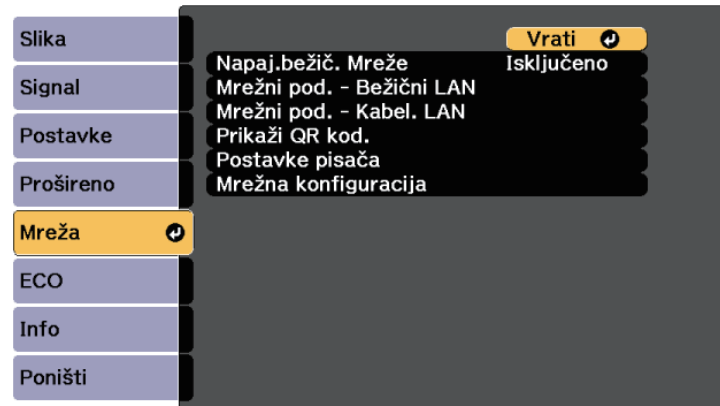 Slika
Signal
Postavke
Prošireno
Mreža
ECO
Info
Poništi
Vrati
Napaj.bežič. Mreže Isključeno
Mrežni pod. - Bežični LAN
Mrežni pod. - Kabel. LAN
Prikaži QR kod.
Postavke pisača
Mrežna konfiguracija